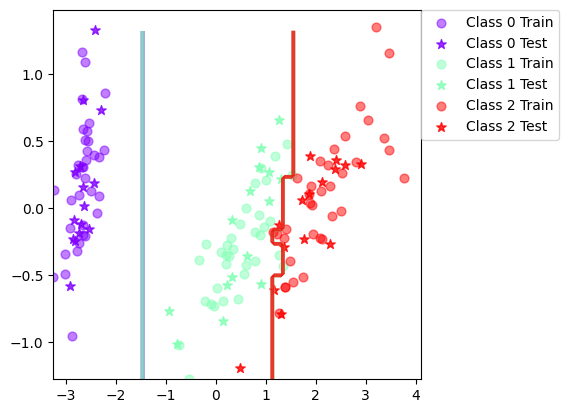 Class 0 Train
Class 0 Test
Class 1 Train
Class 1 Test
Class 2 Train
Class 2 Test
1.0
0.5
0.0
−0.5
−1.0
−3 −2 −1 0 1 2 3 4